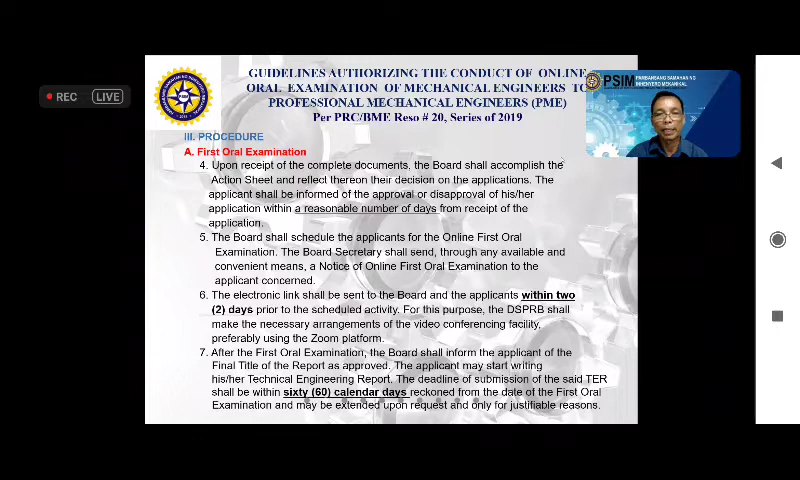 REC LIVE
GUIDELINES AUTHORIZING THE CONDUCT OF ONLINE
ORAL EXAMINATION OF MECHANICAL ENGINEERS TO
PROFESSIONAL MECHANICAL ENGINEERS (PME)
Per PRC/BME Reso # 20, Series of 2019
PSIM PAMBANSANG SAMAHAN NG
INHENYERO MEKANIKAL
III. PROCEDURE
A. First Oral Examination
4. Upon receipt of the complete documents, the Board shall accomplish the
Action Sheet and reflect thereon their decision on the applications. The
applicant shall be informed of the approval or disapproval of his/her
application within a reasonable number of days from receipt of the
application.
5. The Board shall schedule the applicants for the Online First Oral
Examination. The Board Secretary shall send, through any available and
convenient means, a Notice of Online First Oral Examination to the
applicant concerned.
6. The electronic link shall be sent to the Board and the applicants within two
(2) days prior to the scheduled activity. For this purpose, the DSPRB shall
make the necessary arrangements of the video conferencing facility,
preferably using the Zoom platform.
7. After the First Oral Examination, the Board shall inform the applicant of the
Final Title of the Report as approved. The applicant may start writing
his/her Technical Engineering Report. The deadline of submission of the said TER
shall be within sixty (60) calendar days reckoned from the date of the First Oral
Examination and may be extended upon request and only for justifiable reasons.